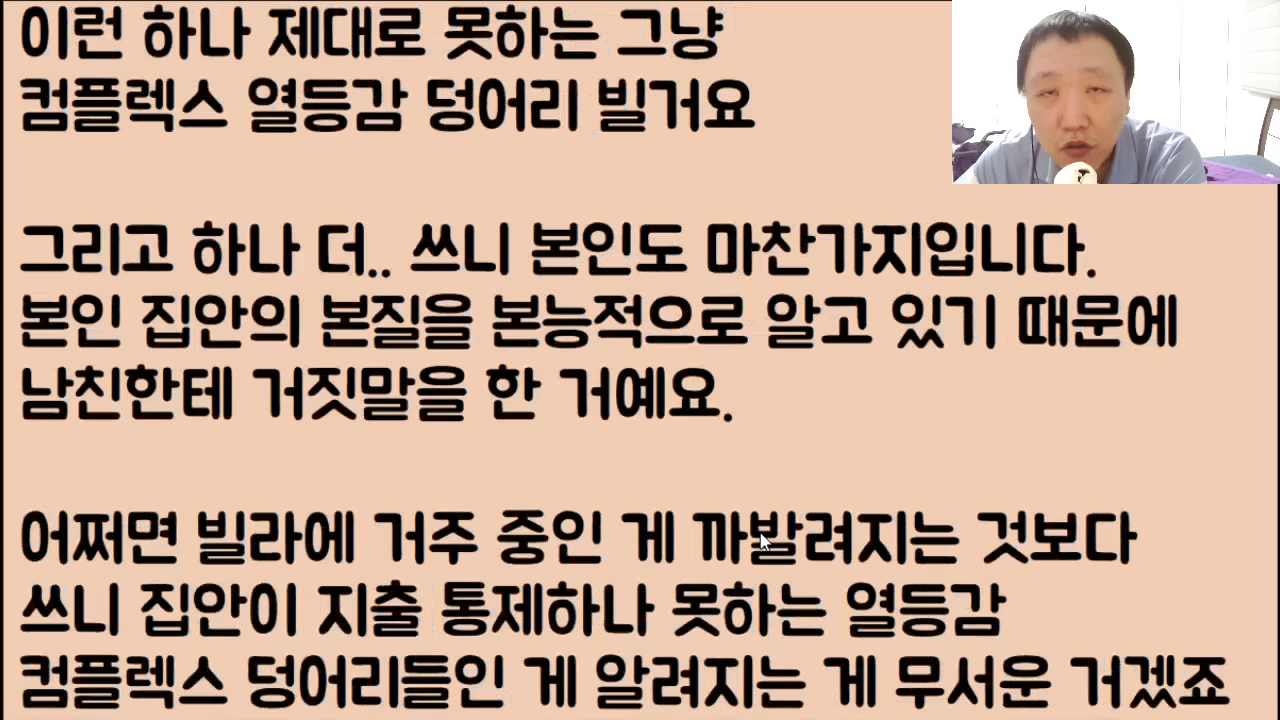 이런 하나 제대로 못하는 그냥
컴플렉스 열등감 덩어리 빌거요
그리고 하나 더.. 쓰니 본인도 마찬가지입니다.
본인 집안의 본질을 본능적으로 알고 있기 때문에
남친한테 거짓말을 한 거예요.
어쩌면 빌라에 거주 중인 게 까발려지는 것보다
쓰니 집안이 지출 통제하나 못하는 열등감
컴플렉스 덩어리들인 게 알려지는 게 무서운 거겠죠